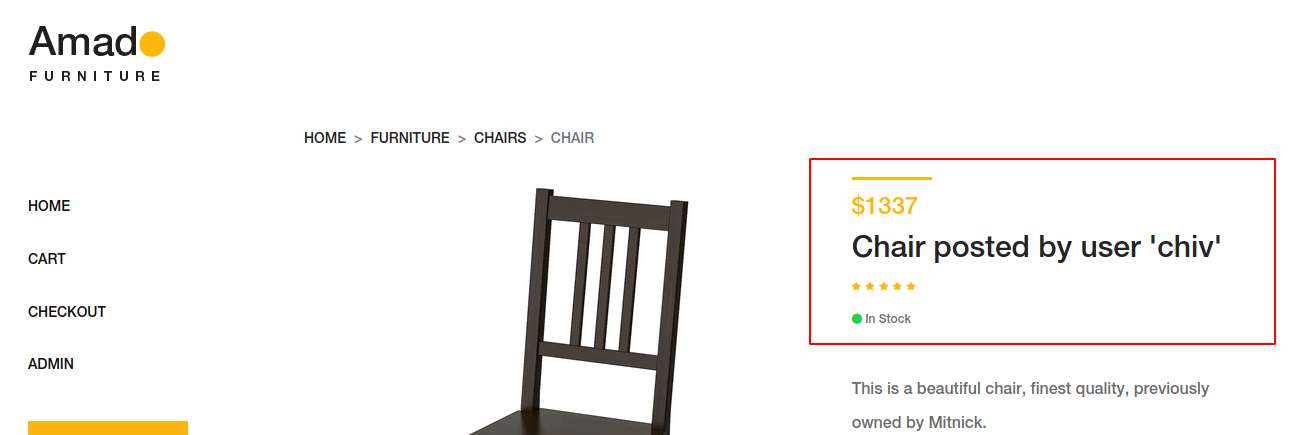 Amado
FURNITURE
HOME > FURNITURE > CHAIRS > CHAIR
HOME
CART
CHECKOUT
ADMIN
$1337
Chair posted by user 'chiv'
In Stock
This is a beautiful chair, finest quality, previously
owned by Mitnick.